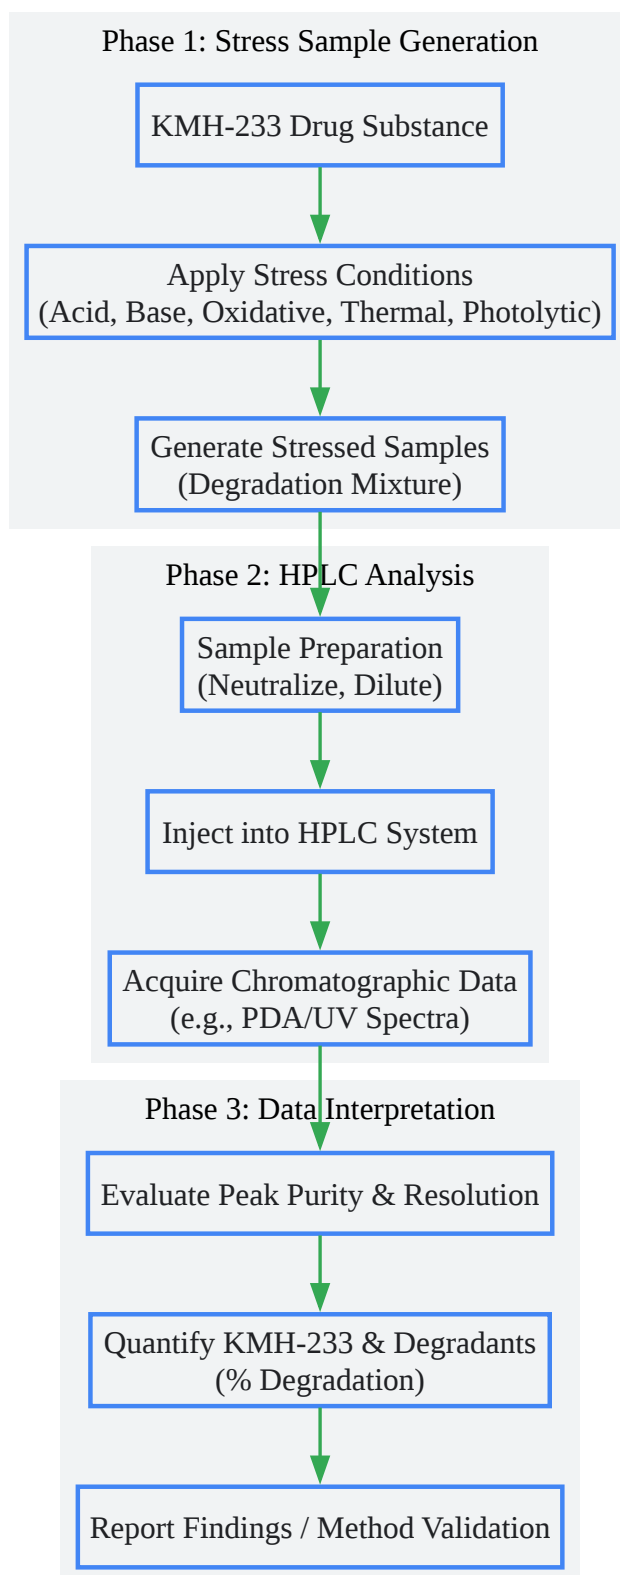 Phase 1: Stress Sample Generation
KMH-233 Drug Substance
Apply Stress Conditions
(Acid, Base, Oxidative, Thermal, Photolytic)
Generate Stressed Samples
(Degradation Mixture)
Phase 2: HPLC Analysis
Sample Preparation
(Neutralize, Dilute)
Inject into HPLC System
Acquire Chromatographic Data
(e.g., PDA/UV Spectra)
Phase 3: Data Interpretation
Evaluate Peak Purity & Resolution
Quantify KMH-233 & Degradants
(% Degradation)
Report Findings / Method Validation